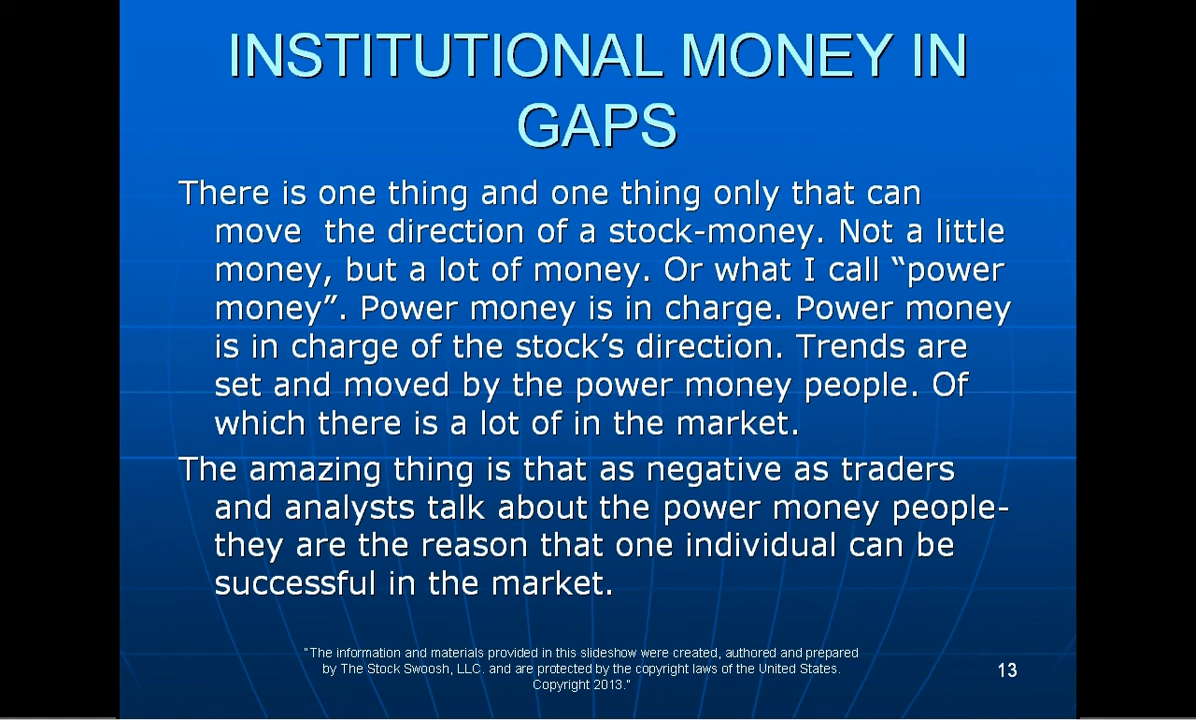 INSTITUTIONAL MONEY IN
GAPS
There is one thing and one thing only that can
move  the direction of a stock-money. Not a little
money, but a lot of money. Or what I call “power
money”. Power money is in charge. Power money
is in charge of the stock’s direction. Trends are
set and moved by the power money people. Of
which there is a lot of in the market.
The amazing thing is that as negative as traders
and analysts talk about the power money people-
they are the reason that one individual can be
successful in the market.
"The information and materials provided in this slideshow were created, authored and prepared
by The Stock Swoosh, LLC. and are protected by the copyright laws of the United States.
Copyright 2013."
13